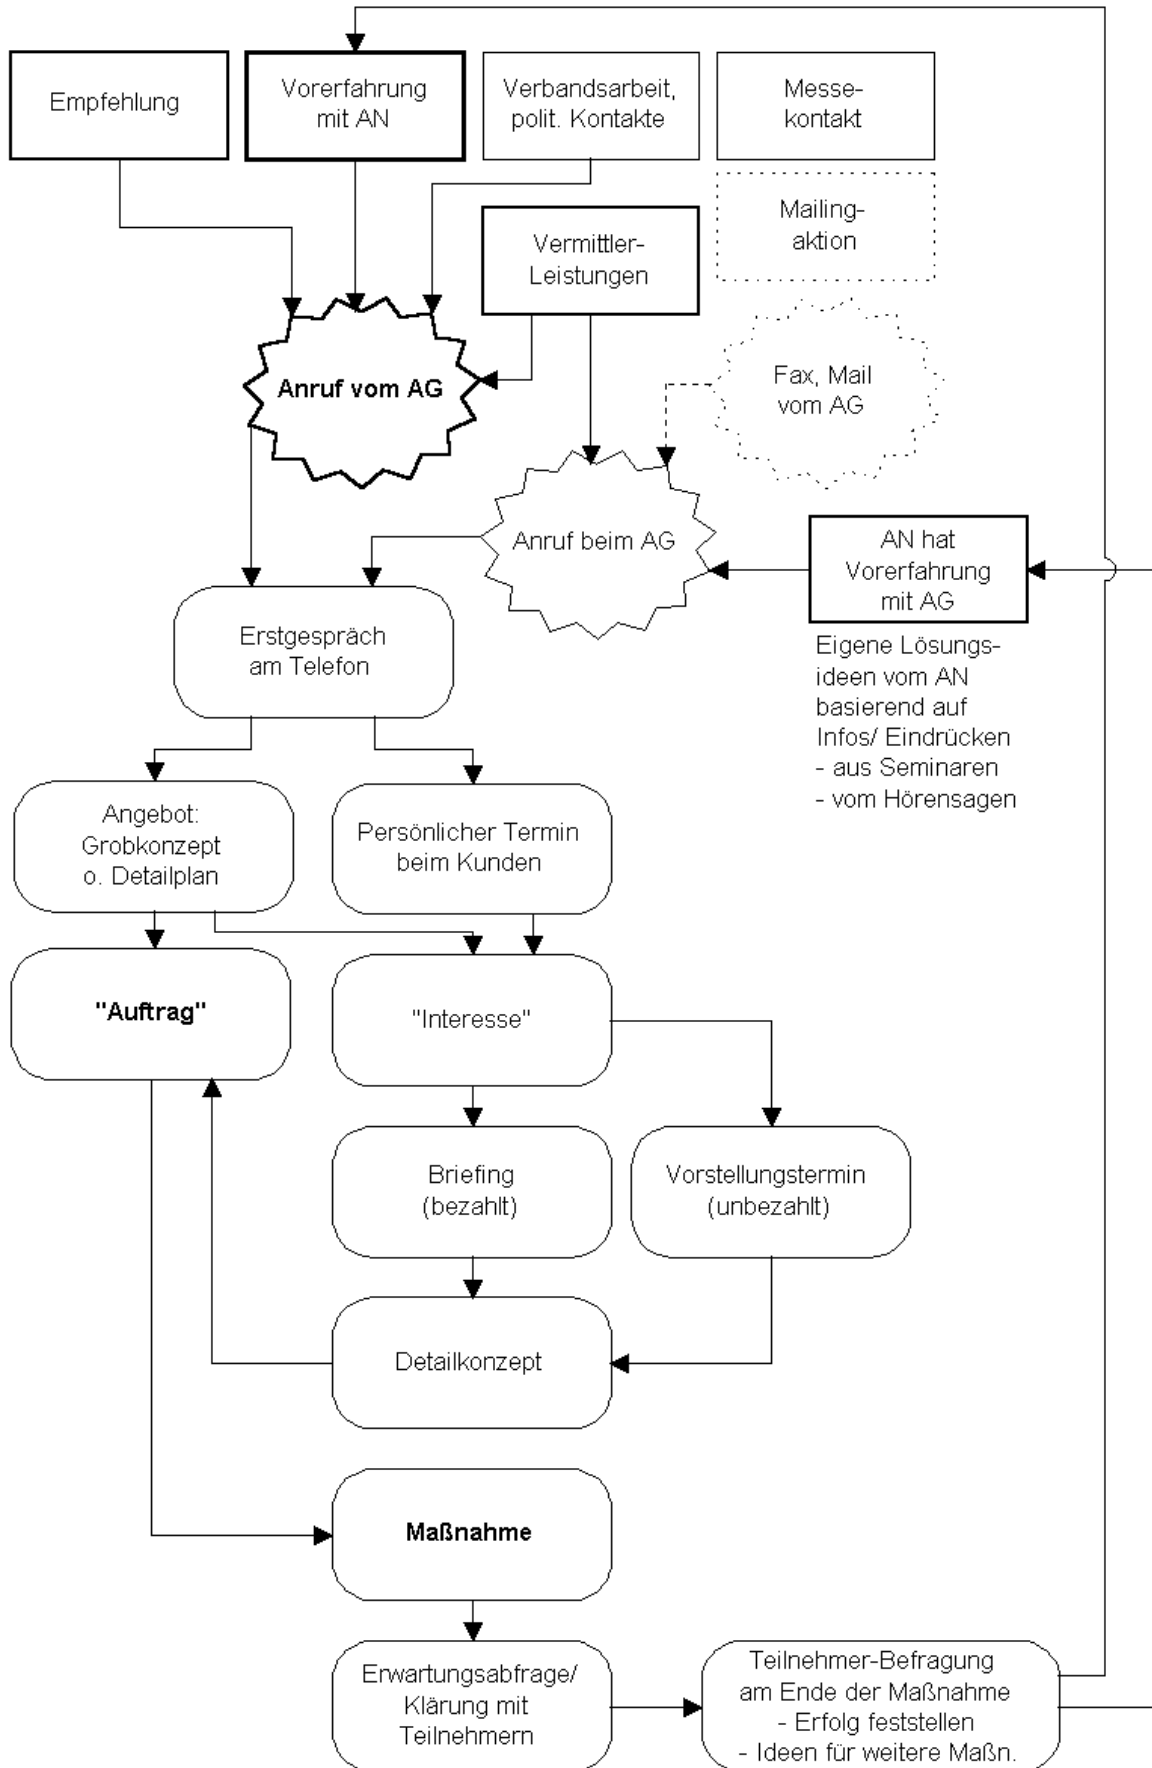 Empfehlung
Vorerfahrung
mit AN
Verbandsarbeit,
polit. Kontakte
Messe-
kontakt
Mailing-
aktion
Vermittler-
Leistungen
Anruf vom AG
Fax, Mail
vom AG
Anruf beim AG
AN hat
Vorerfahrung
mit AG
Eigene Lösungs-
ideen vom AN
basierend auf
Infos/ Eindrücken
- aus Seminaren
- vom Hörensagen
Erstgespräch
am Telefon
Angebot:
Grobkonzept
o. Detailplan
Persönlicher Termin
beim Kunden
"Auftrag"
"Interesse"
Briefing
(bezahlt)
Vorstellungstermin
(unbezahlt)
Detailkonzept
Maßnahme
Erwartungsabfrage/
Klärung mit
Teilnehmern
Teilnehmer-Befragung
am Ende der Maßnahme
- Erfolg feststellen
- Ideen für weitere Maßn.